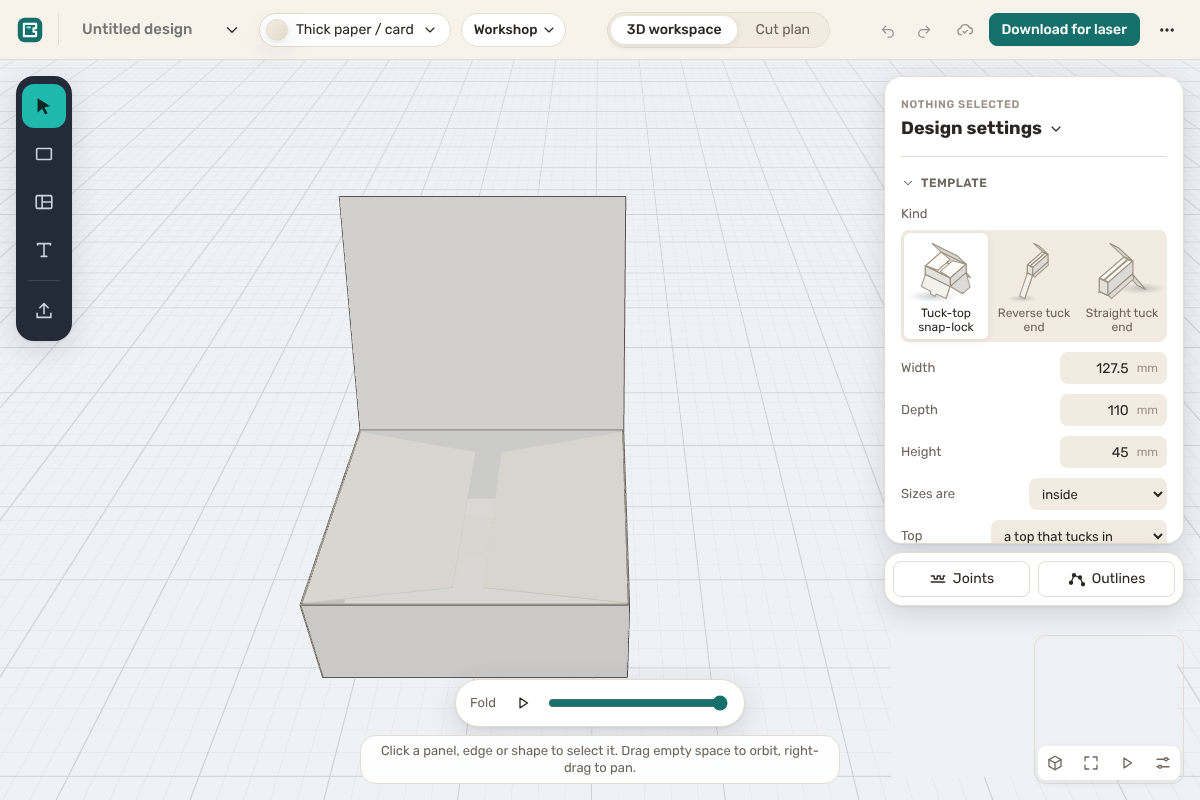 Untitled design
Thick paper / card
Workshop
3D workspace
Cut plan
Download for laser
NOTHING SELECTED
Design settings
TEMPLATE
Kind
Tuck-top
snap-lock
Reverse tuck
end
Straight tuck
end
Width
127.5 mm
Depth
110 mm
Height
45 mm
Sizes are
inside
Top
a top that tucks in
Joints
Outlines
Fold
Click a panel, edge or shape to select it. Drag empty space to orbit, right-
drag to pan.